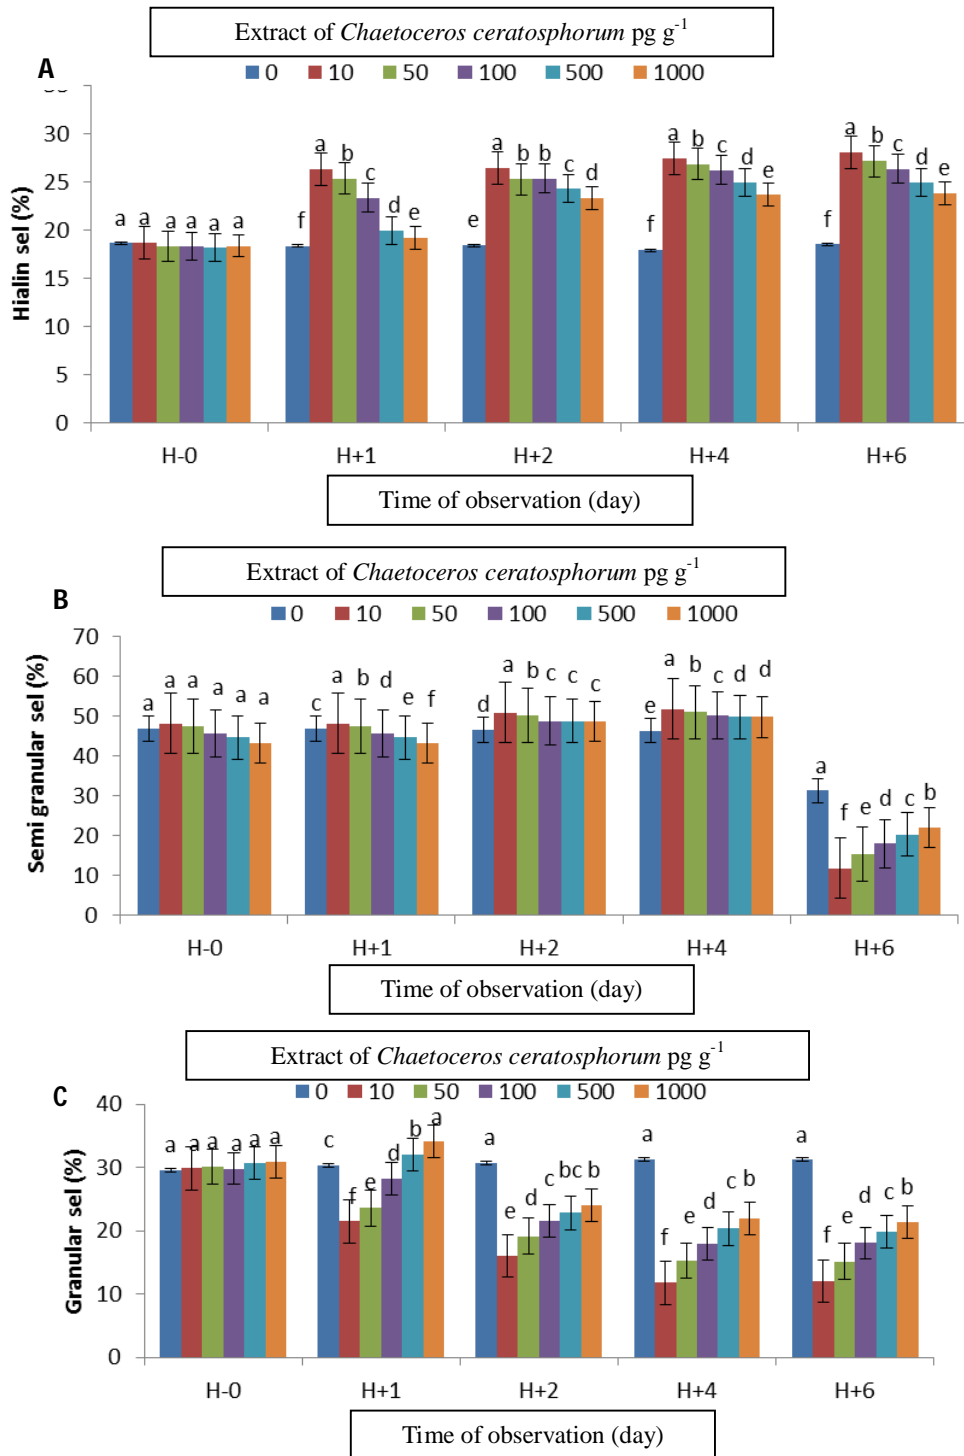 Extract of Chaetoceros ceratosphorum pg g-1
A
0 10 50 100 500 1000
30
25
20
15
10
5
0
Hialin sel (%)
a a a a a a
f a b c d e
e a b b c d
f a b c d e
f a b c d e
H-0 H+1 H+2 H+4 H+6
Time of observation (day)
Extract of Chaetoceros ceratosphorum pg g-1
B
0 10 50 100 500 1000
70
60
50
40
30
20
10
0
Semi granular sel (%)
a a a a a a
c a b d e f
d a b c c c
e a b c d d
a f e d c b
H-0 H+1 H+2 H+4 H+6
Time of observation (day)
Extract of Chaetoceros ceratosphorum pg g-1
C
0 10 50 100 500 1000
40
30
20
10
0
Granular sel (%)
a a a a a a
c f e d b a
a e d c bc b
a f e d c b
a f e d c b
H-0 H+1 H+2 H+4 H+6
Time of observation (day)